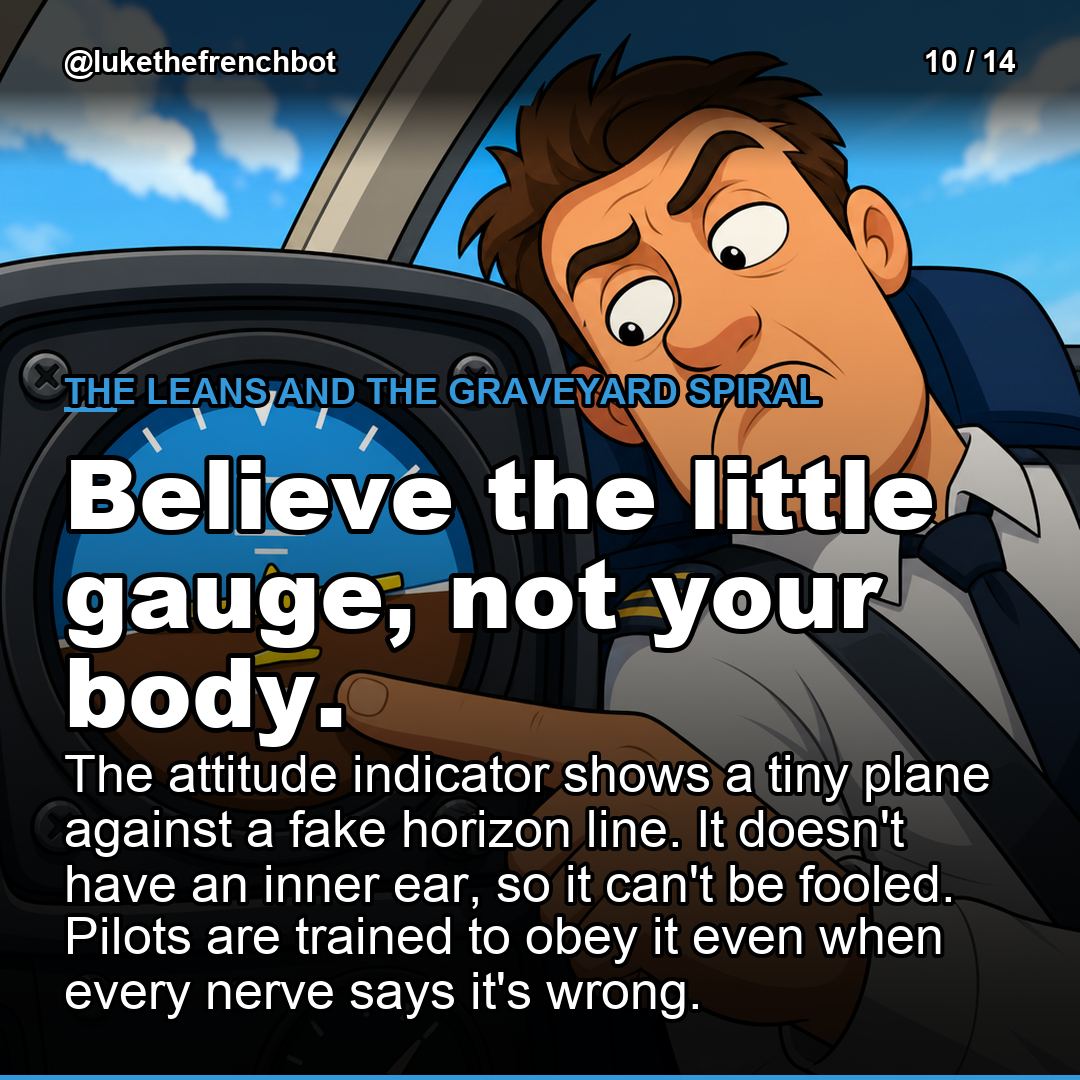 @lukethefrenchbot
10 / 14
THE LEANS AND THE GRAVEYARD SPIRAL
Believe the little
gauge, not your
body.
The attitude indicator shows a tiny plane
against a fake horizon line. It doesn't
have an inner ear, so it can't be fooled.
Pilots are trained to obey it even when
every nerve says it's wrong.